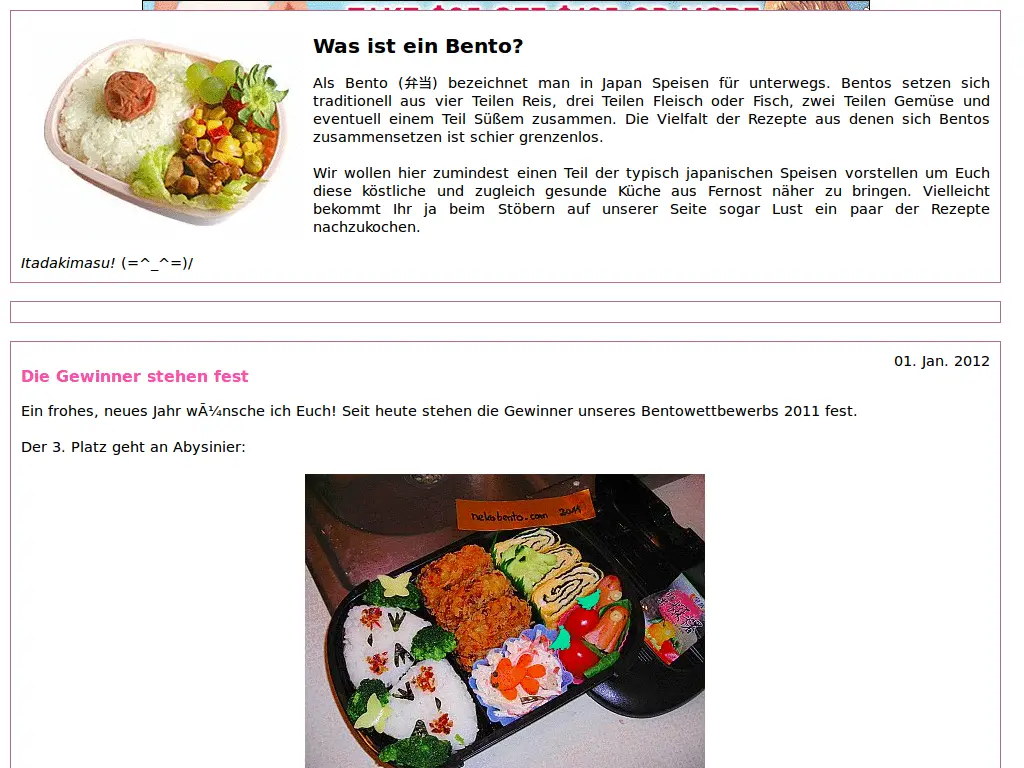 Was ist ein Bento?
Als Bento (弁当) bezeichnet man in Japan Speisen für unterwegs. Bentos setzen sich
traditionell aus vier Teilen Reis, drei Teilen Fleisch oder Fisch, zwei Teilen Gemüse und
eventuell einem Teil Süßem zusammen. Die Vielfalt der Rezepte aus denen sich Bentos
zusammensetzen ist schier grenzenlos.
Wir wollen hier zumindest einen Teil der typisch japanischen Speisen vorstellen um Euch
diese köstliche und zugleich gesunde Küche aus Fernost näher zu bringen. Vielleicht
bekommt Ihr ja beim Stöbern auf unserer Seite sogar Lust ein paar der Rezepte
nachzukochen.
Itadakimasu! (=^_^=)/
01. Jan. 2012
Die Gewinner stehen fest
Ein frohes, neues Jahr wÃ¼nsche ich Euch! Seit heute stehen die Gewinner unseres Bentowettbewerbs 2011 fest.
Der 3. Platz geht an Abysinier:
nekobento.com 2011